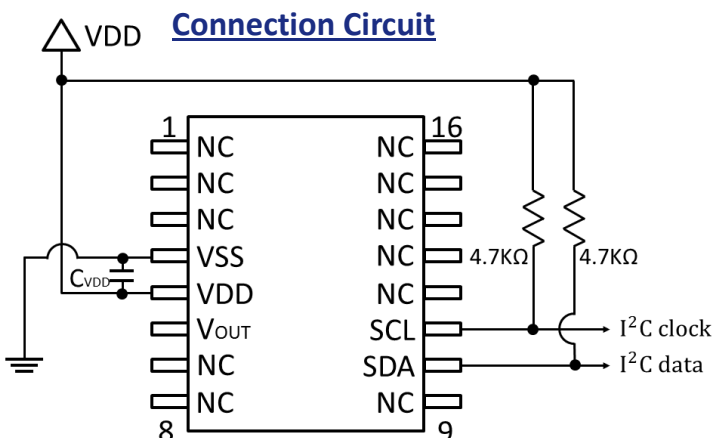 VDD
Connection Circuit
1
16
NC
NC
NC
NC
NC
NC
VSS
NC
4.7KΩ
4.7KΩ
CVDD
VDD
NC
VOUT
SCL
I²C clock
NC
SDA
I²C data
NC
NC
8
9